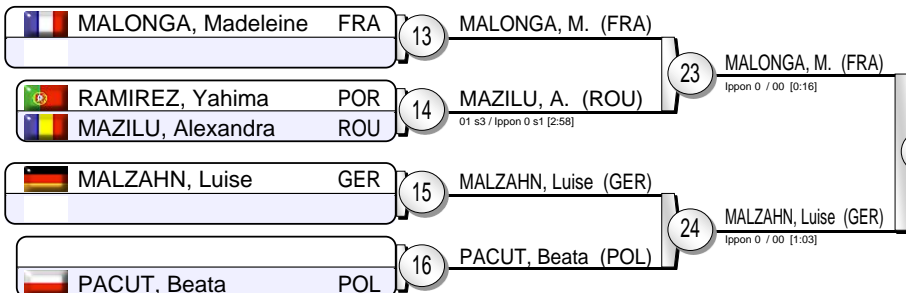 MALONGA, Madeleine FRA
13
MALONGA, M. (FRA)
23
MALONGA, M. (FRA)
Ippon 0 / 00 [0:16]
RAMIREZ, Yahima POR
MAZILU, Alexandra ROU
14
MAZILU, A. (ROU)
01 s3 / Ippon 0 s1 [2:58]
MALZAHN, Luise GER
15
MALZAHN, Luise (GER)
24
MALZAHN, Luise (GER)
Ippon 0 / 00 [1:03]
PACUT, Beata POL
16
PACUT, Beata (POL)